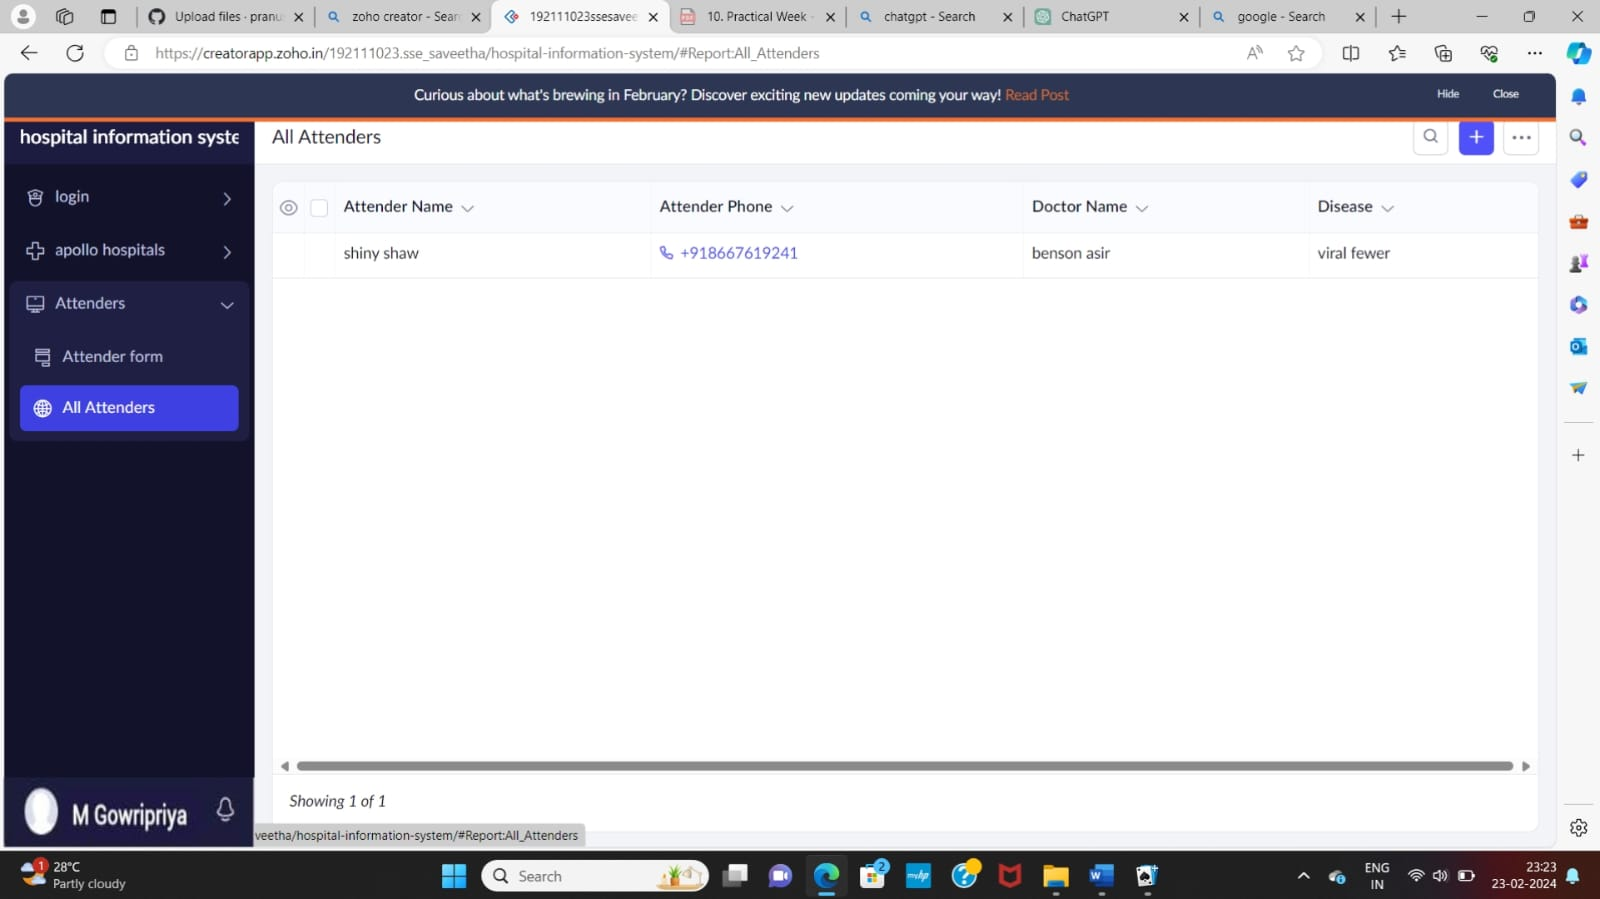 Upload files · pranu
zoho creator - Sear
192111023ssesavee
10. Practical Week -
chatgpt - Search
ChatGPT
google - Search
https://creatorapp.zoho.in/192111023.sse_saveetha/hospital-information-system/#Report:All_Attenders
Curious about what's brewing in February? Discover exciting new updates coming your way! Read Post
Hide
Close
hospital information syste
All Attenders
login
apollo hospitals
Attenders
Attender form
All Attenders
Attender Name
Attender Phone
Doctor Name
Disease
shiny shaw
+918667619241
benson asir
viral fewer
Showing 1 of 1
M Gowripriya
veetha/hospital-information-system/#Report:All_Attenders
1
28°C
Partly cloudy
Search
2
ENG
IN
23:23
23-02-2024